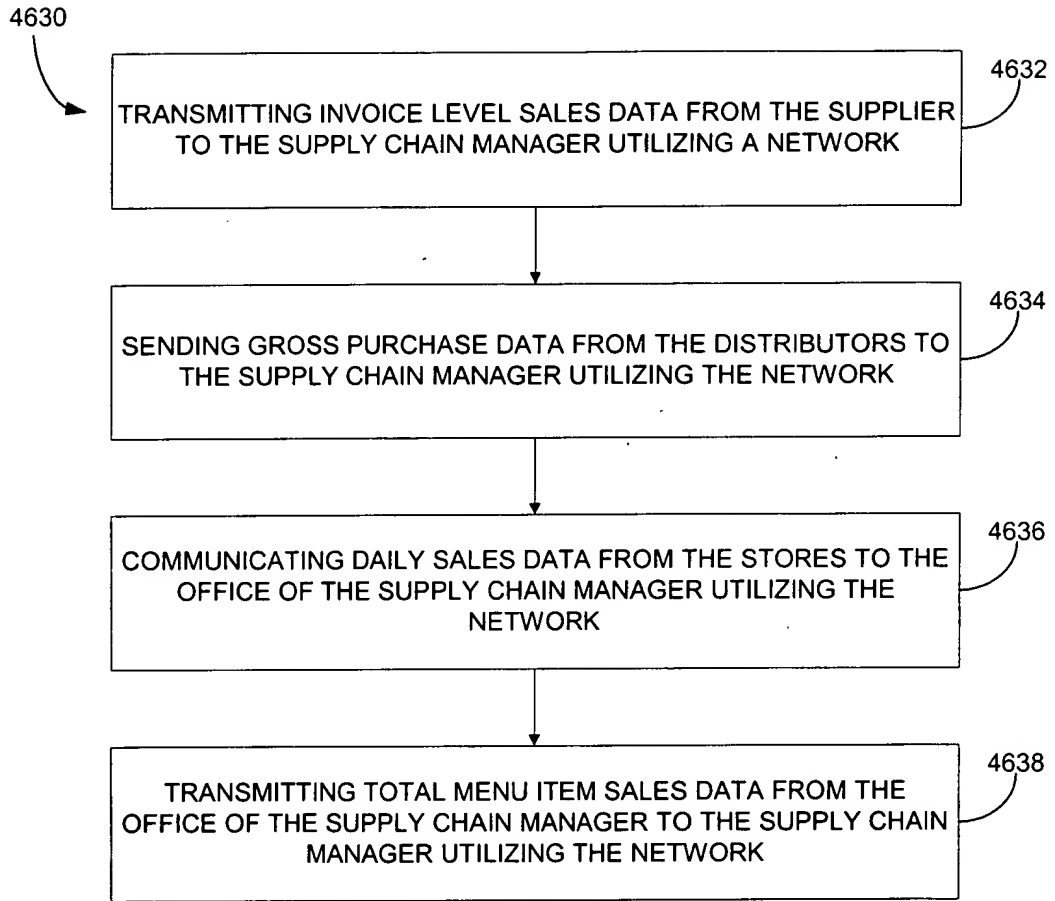 4630
4632
TRANSMITTING INVOICE LEVEL SALES DATA FROM THE SUPPLIER
TO THE SUPPLY CHAIN MANAGER UTILIZING A NETWORK
4634
SENDING GROSS PURCHASE DATA FROM THE DISTRIBUTORS TO
THE SUPPLY CHAIN MANAGER UTILIZING THE NETWORK
4636
COMMUNICATING DAILY SALES DATA FROM THE STORES TO THE
OFFICE OF THE SUPPLY CHAIN MANAGER UTILIZING THE
NETWORK
4638
TRANSMITTING TOTAL MENU ITEM SALES DATA FROM THE
OFFICE OF THE SUPPLY CHAIN MANAGER TO THE SUPPLY CHAIN
MANAGER UTILIZING THE NETWORK